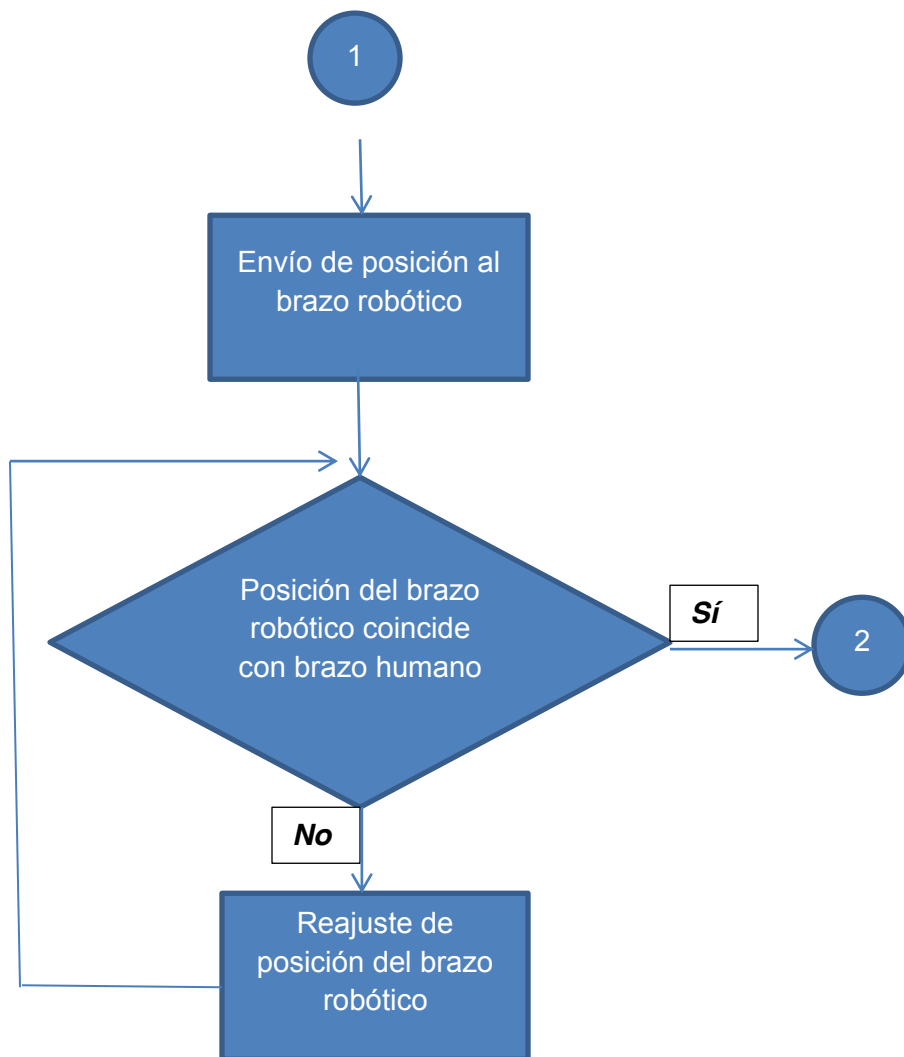 1
Envío de posición al
brazo robótico
Posición del brazo
robótico coincide
con brazo humano
Sí
2
No
Reajuste de
posición del brazo
robótico